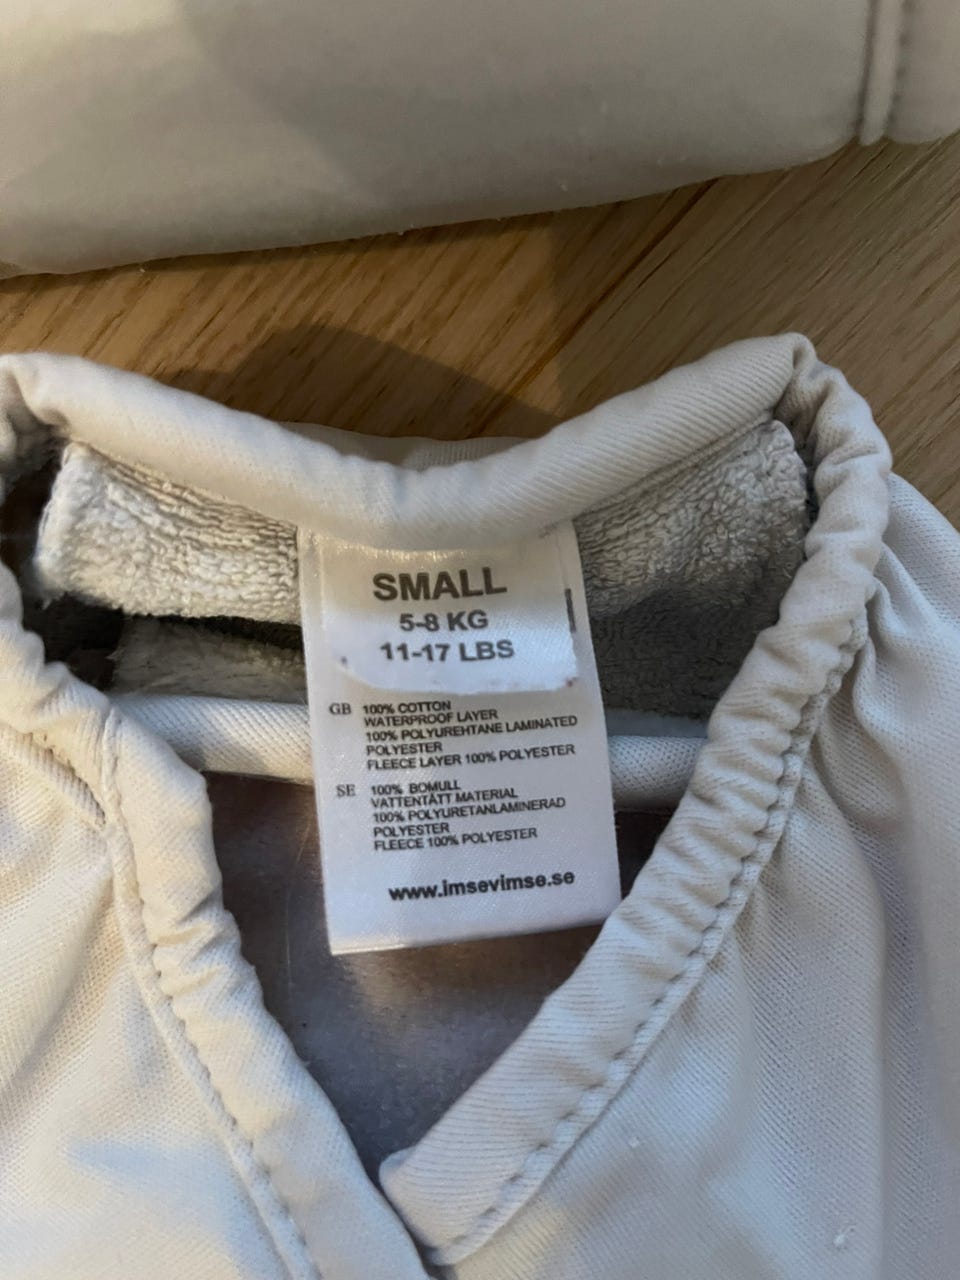 SMALL
5-8 KG
11-17 LBS
GB 100% COTTON
WATERPROOF LAYER
100% POLYUREHTANE LAMINATED
POLYESTER
FLEECE LAYER 100% POLYESTER
SE 100% BOMULL
VATTENTÄTT MATERIAL
100% POLYURETANLAMINERAD
POLYESTER
FLEECE 100% POLYESTER
www.imsevimse.se